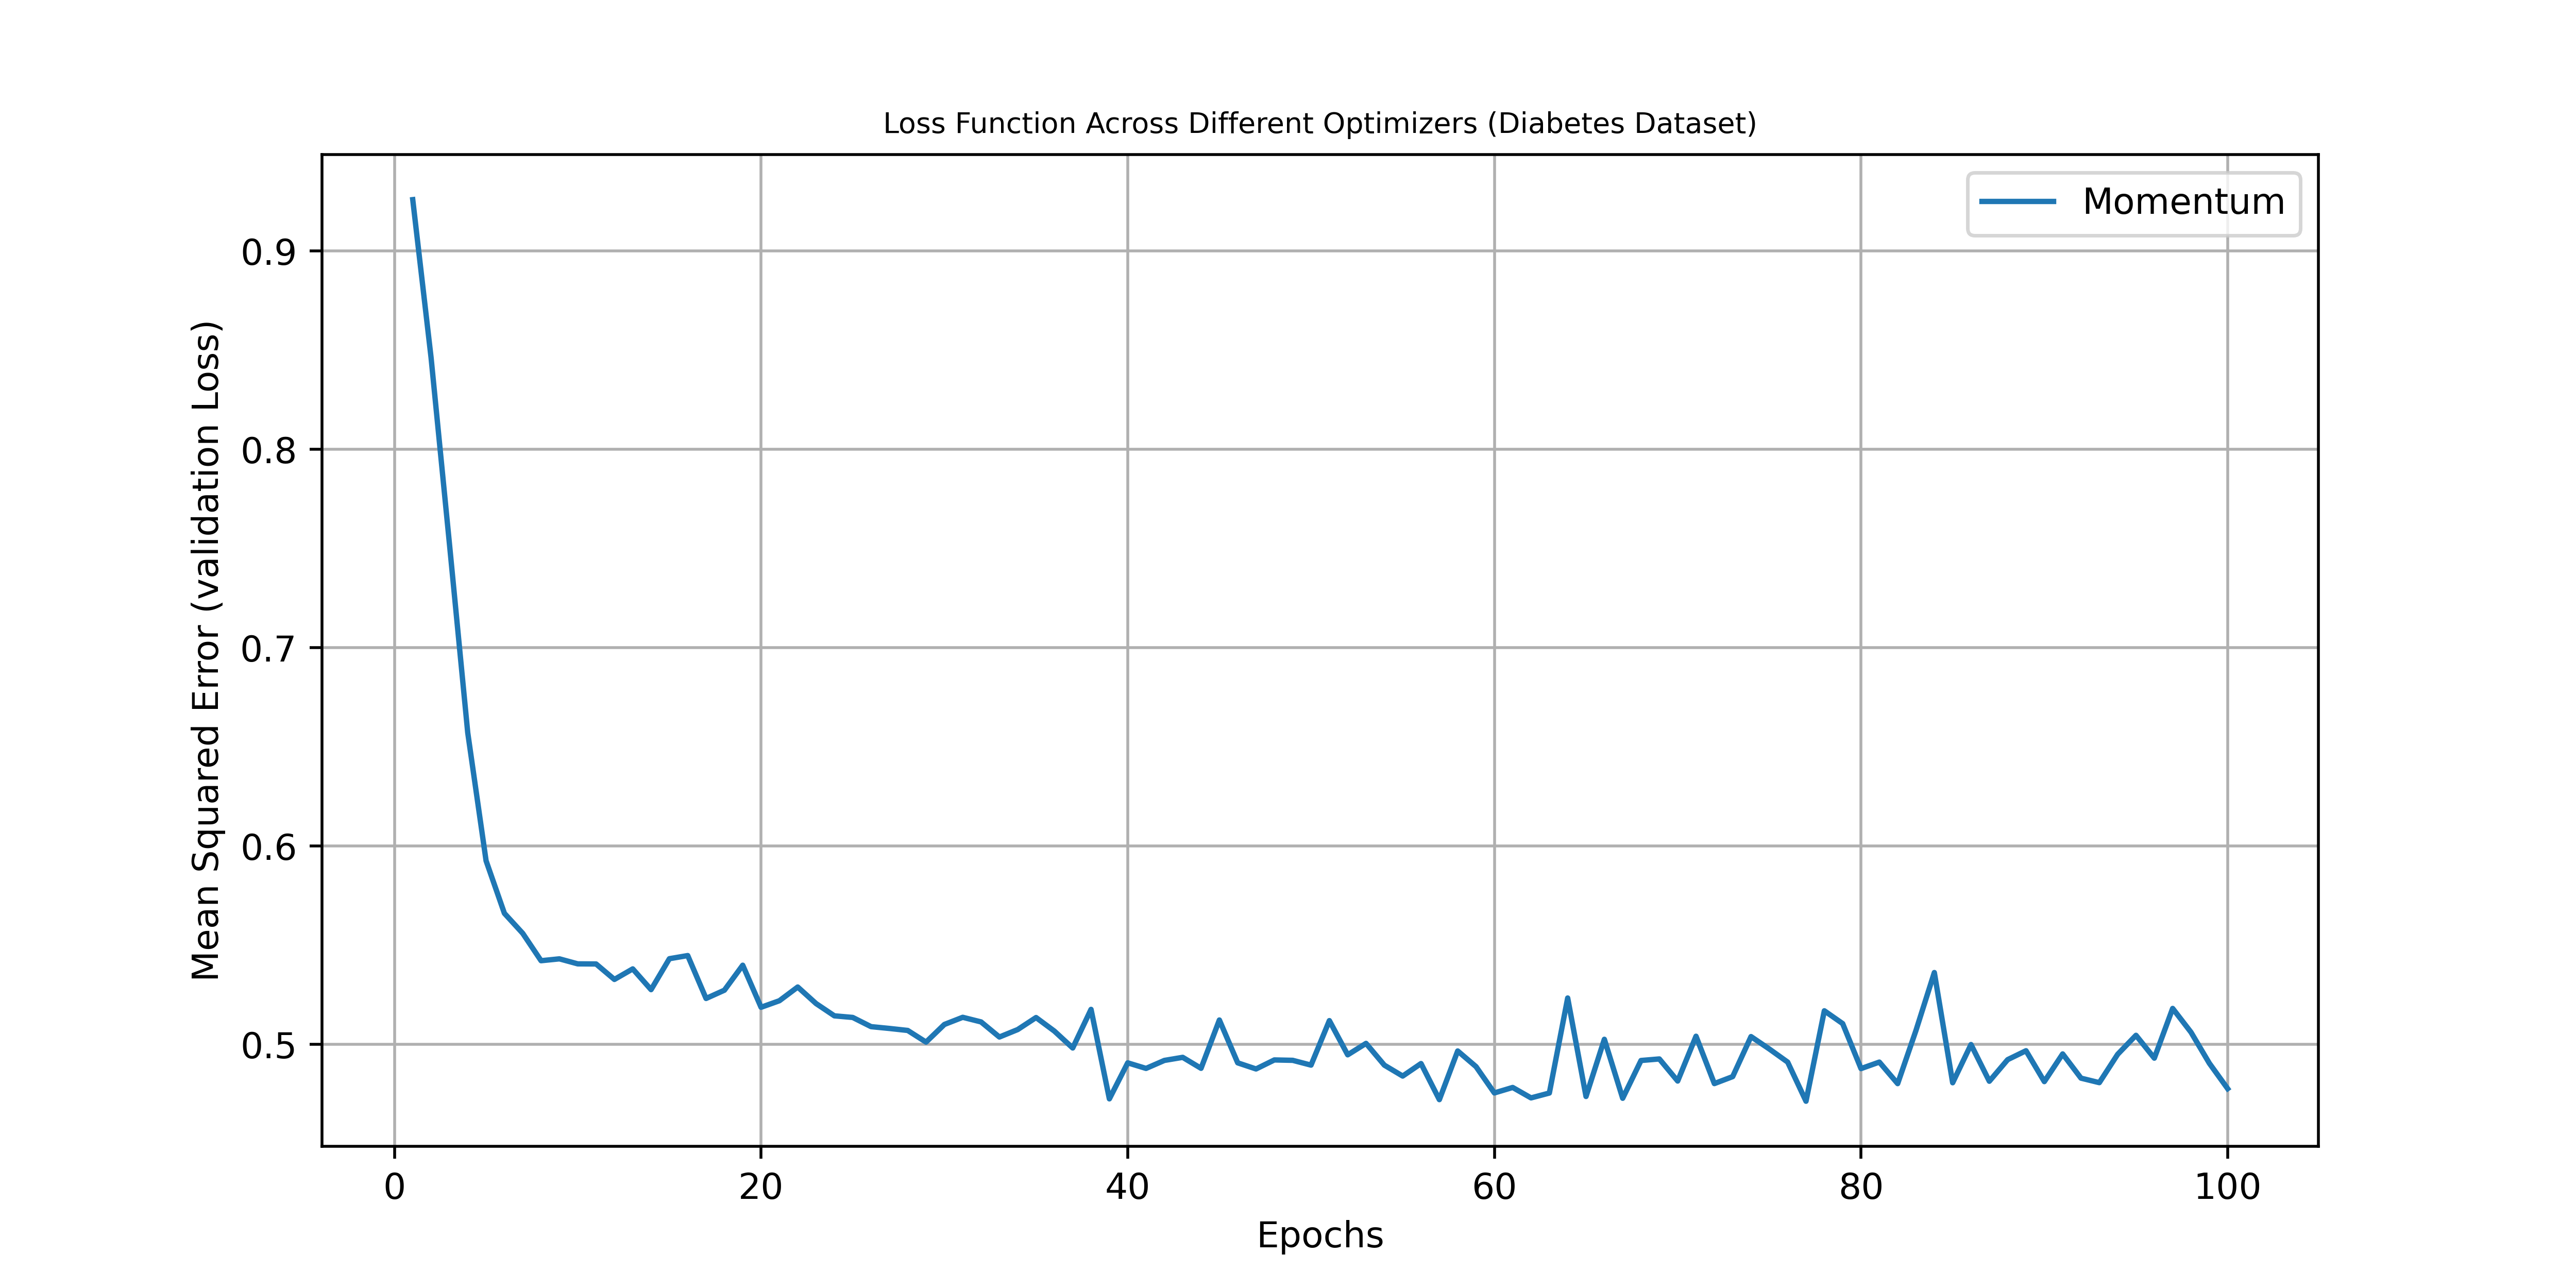 Loss Function Across Different Optimizers (Diabetes Dataset)
Momentum
Mean Squared Error (validation Loss)
0.9
0.8
0.7
0.6
0.5
0 20 40 60 80 100
Epochs